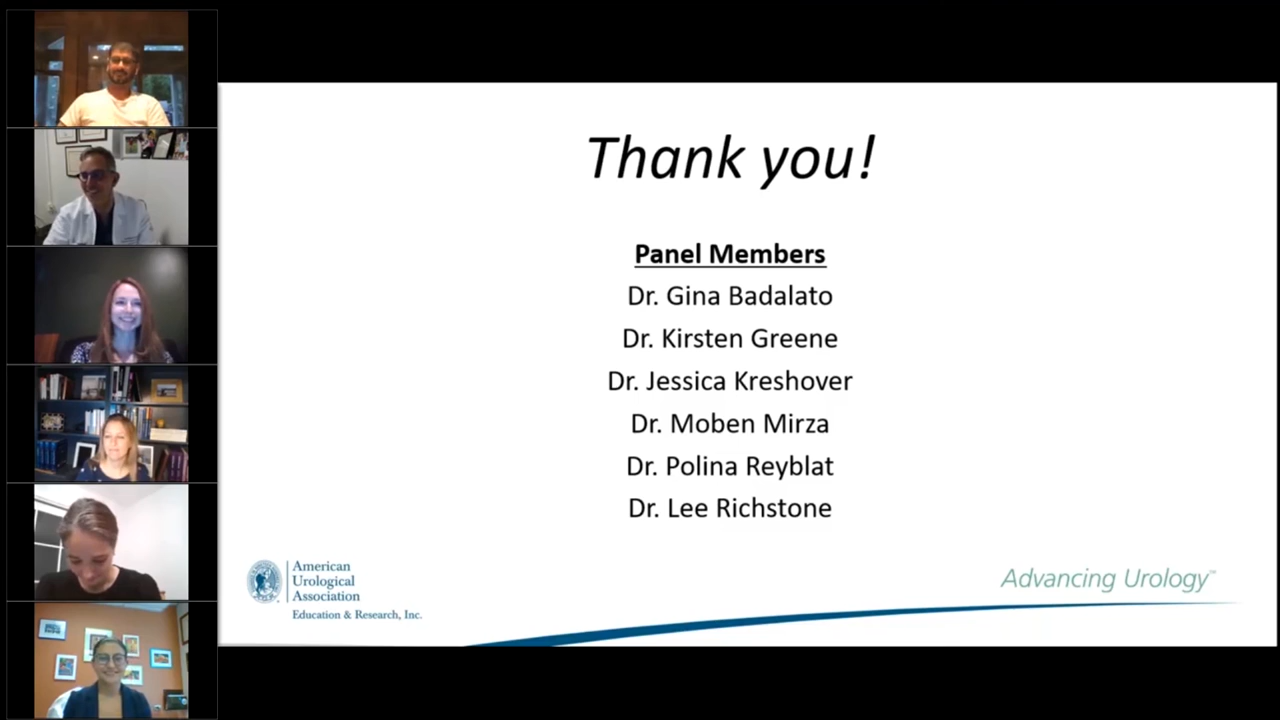 Thank you!
Panel Members
Dr. Gina Badalato
Dr. Kirsten Greene
Dr. Jessica Kreshover
Dr. Moben Mirza
Dr. Polina Reyblat
Dr. Lee Richstone
American
Urological
Association
Education & Research, Inc.
Advancing Urology™